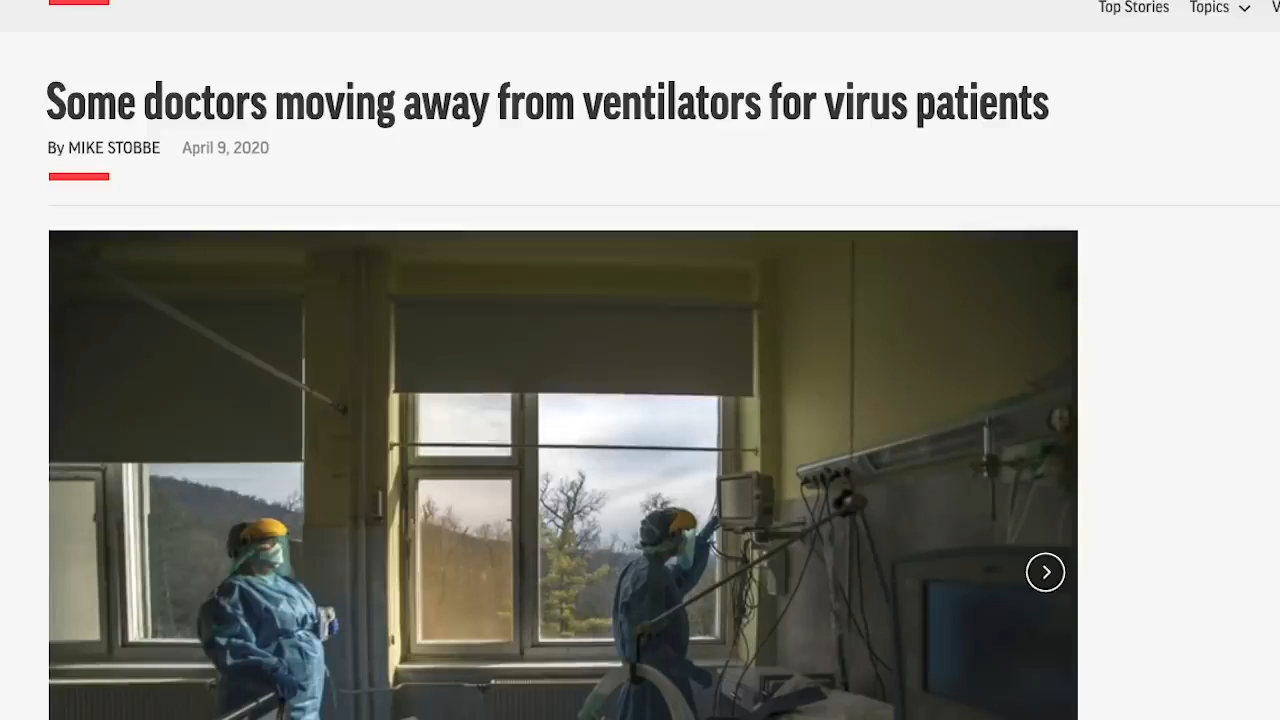 Top Stories Topics
Some doctors moving away from ventilators for virus patients
By MIKE STOBBE April 9, 2020